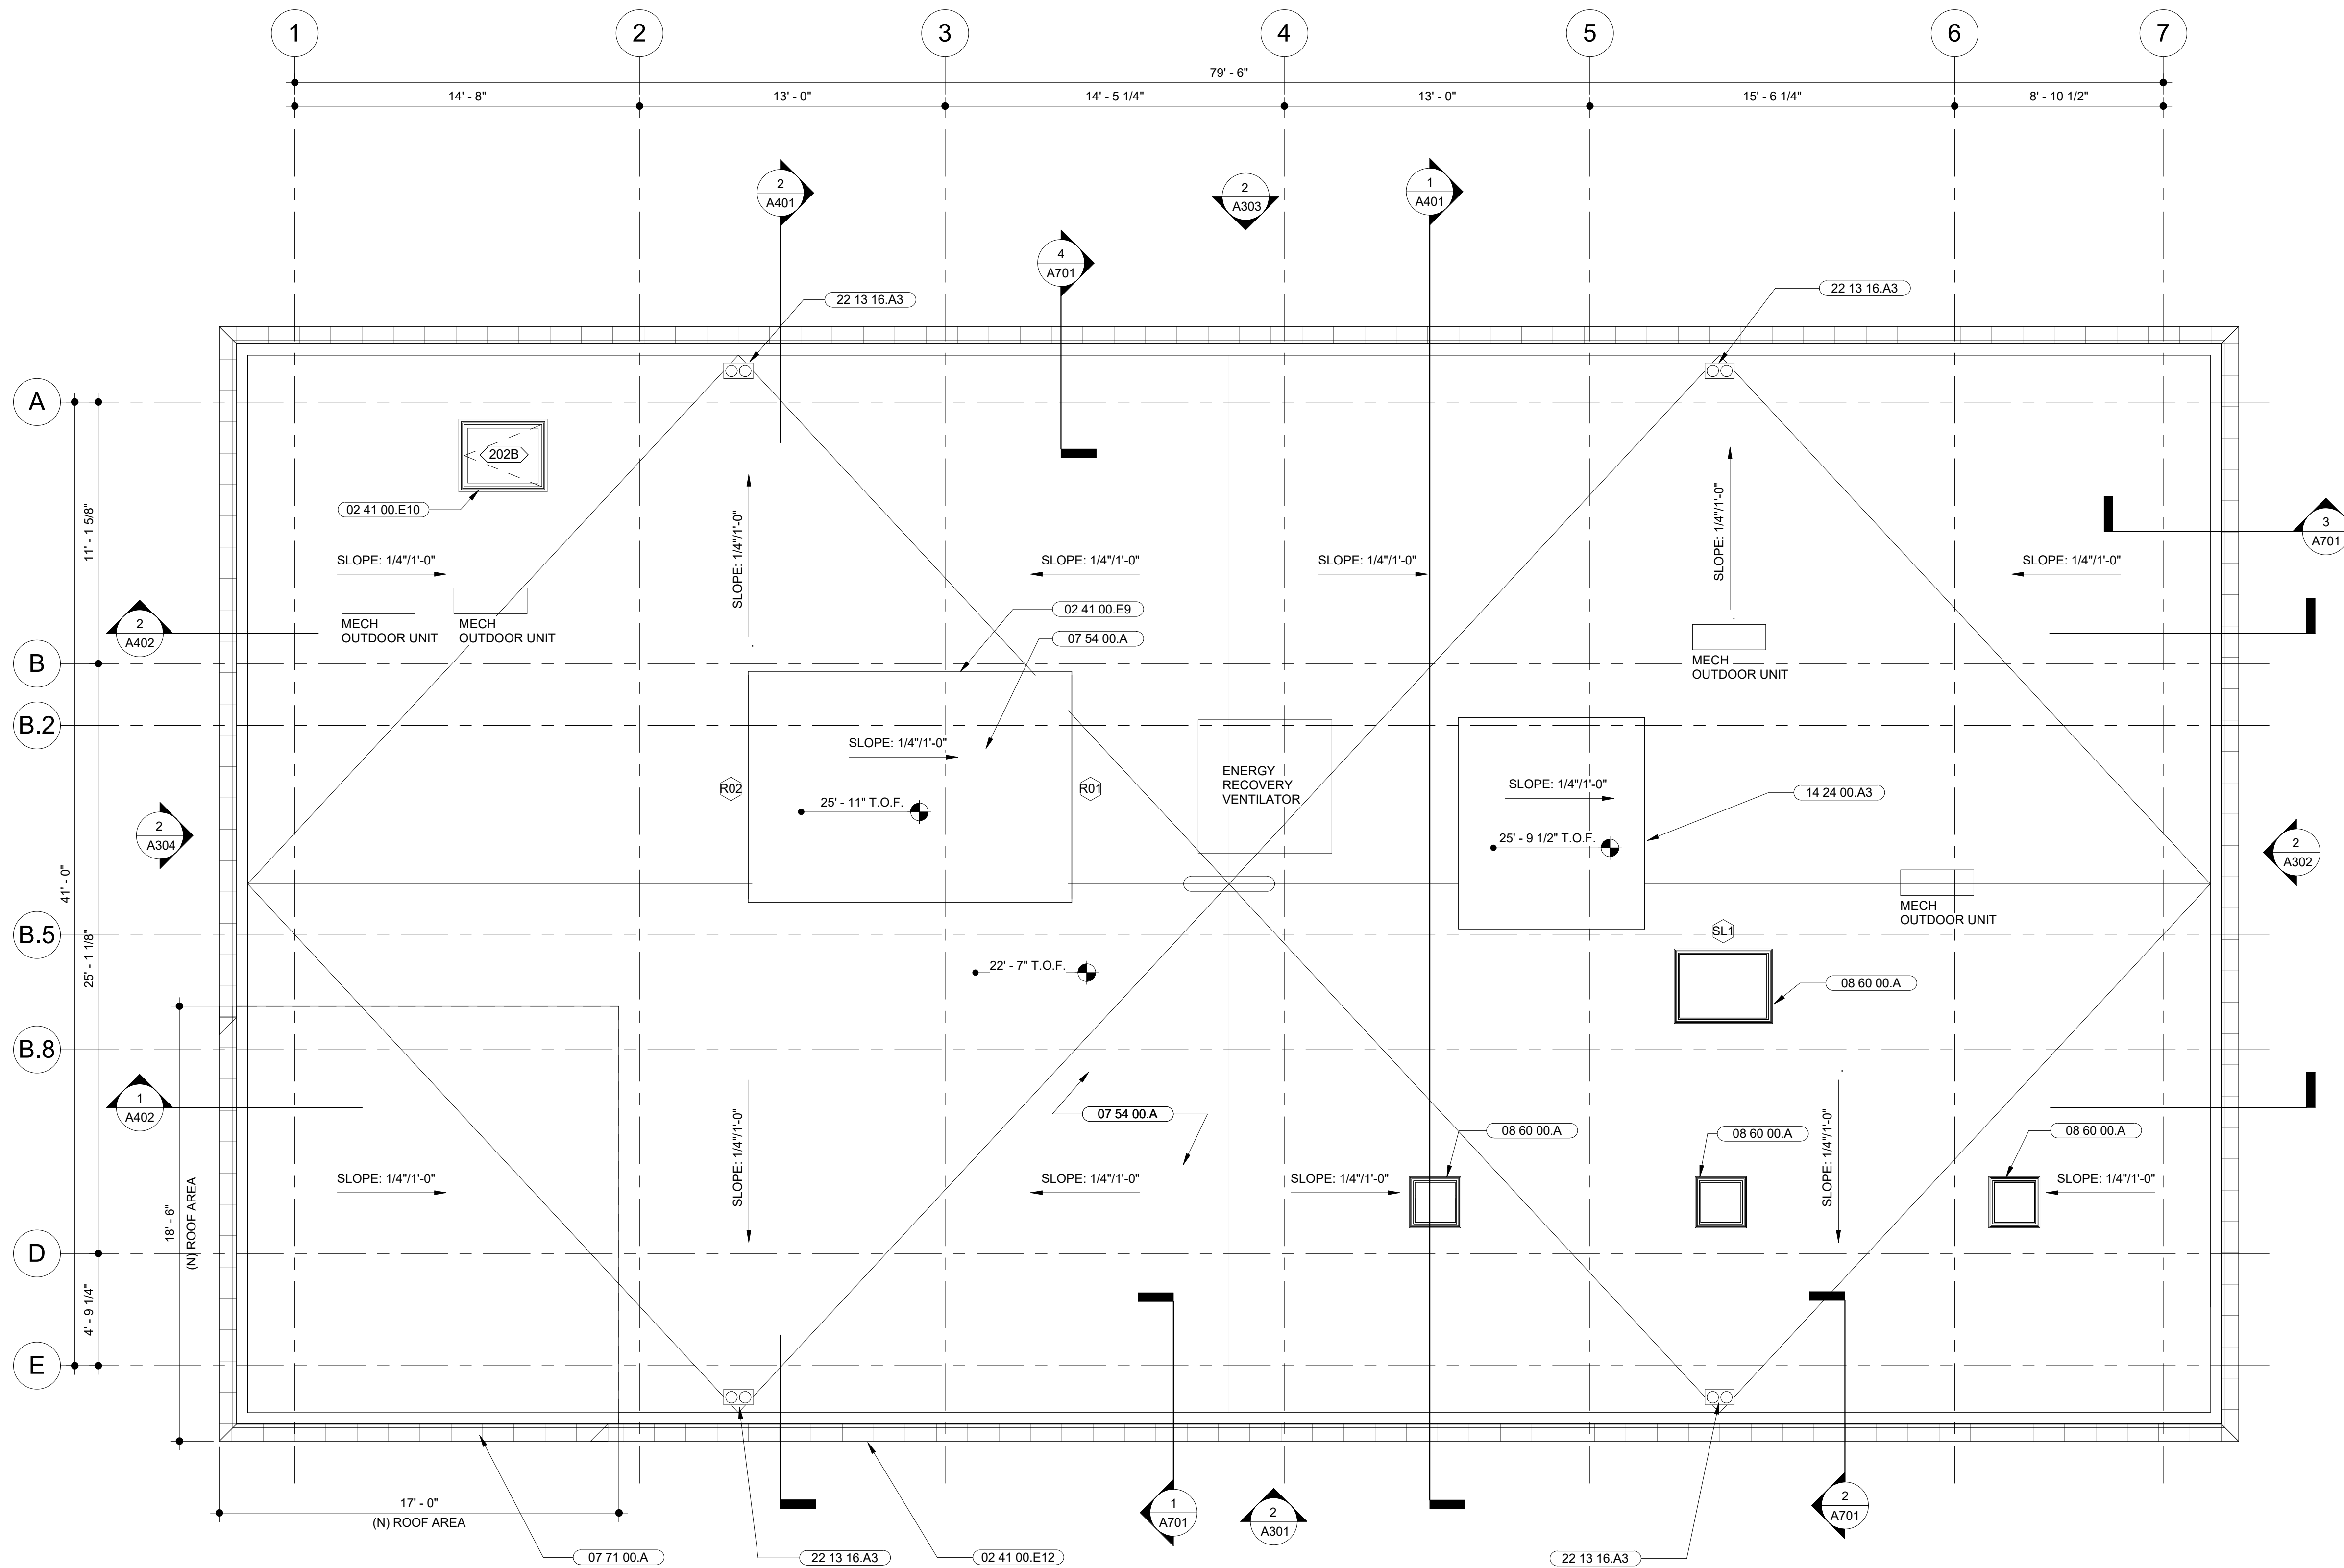 1
2
3
4
5
6
7
79' - 6"
14' - 8"
13' - 0"
14' - 5 1/4"
13' - 0"
15' - 6 1/4"
8' - 10 1/2"
2
A401
2
A303
1
A401
4
A701
22 13 16.A3
22 13 16.A3
A
202B
02 41 00.E10
11' - 1 5/8"
SLOPE: 1/4"/1'-0"
SLOPE: 1/4"/1'-0"
SLOPE: 1/4"/1'-0"
SLOPE: 1/4"/1'-0"
SLOPE: 1/4"/1'-0"
SLOPE: 1/4"/1'-0"
3
A701
2
A402
MECH
OUTDOOR UNIT
MECH
OUTDOOR UNIT
02 41 00.E9
07 54 00.A
B
MECH
OUTDOOR UNIT
B.2
SLOPE: 1/4"/1'-0"
R02
R01
25' - 11" T.O.F.
ENERGY
RECOVERY
VENTILATOR
SLOPE: 1/4"/1'-0"
14 24 00.A3
25' - 9 1/2" T.O.F.
2
A304
2
A302
41' - 0"
MECH
OUTDOOR UNIT
B.5
25' - 1 1/8"
SL1
22' - 7" T.O.F.
08 60 00.A
B.8
1
A402
07 54 00.A
08 60 00.A
08 60 00.A
08 60 00.A
SLOPE: 1/4"/1'-0"
SLOPE: 1/4"/1'-0"
SLOPE: 1/4"/1'-0"
SLOPE: 1/4"/1'-0"
SLOPE: 1/4"/1'-0"
SLOPE: 1/4"/1'-0"
18' - 6"
(N) ROOF AREA
D
4' - 9 1/4"
E
17' - 0"
(N) ROOF AREA
1
A701
2
A301
2
A701
07 71 00.A
22 13 16.A3
02 41 00.E12
22 13 16.A3